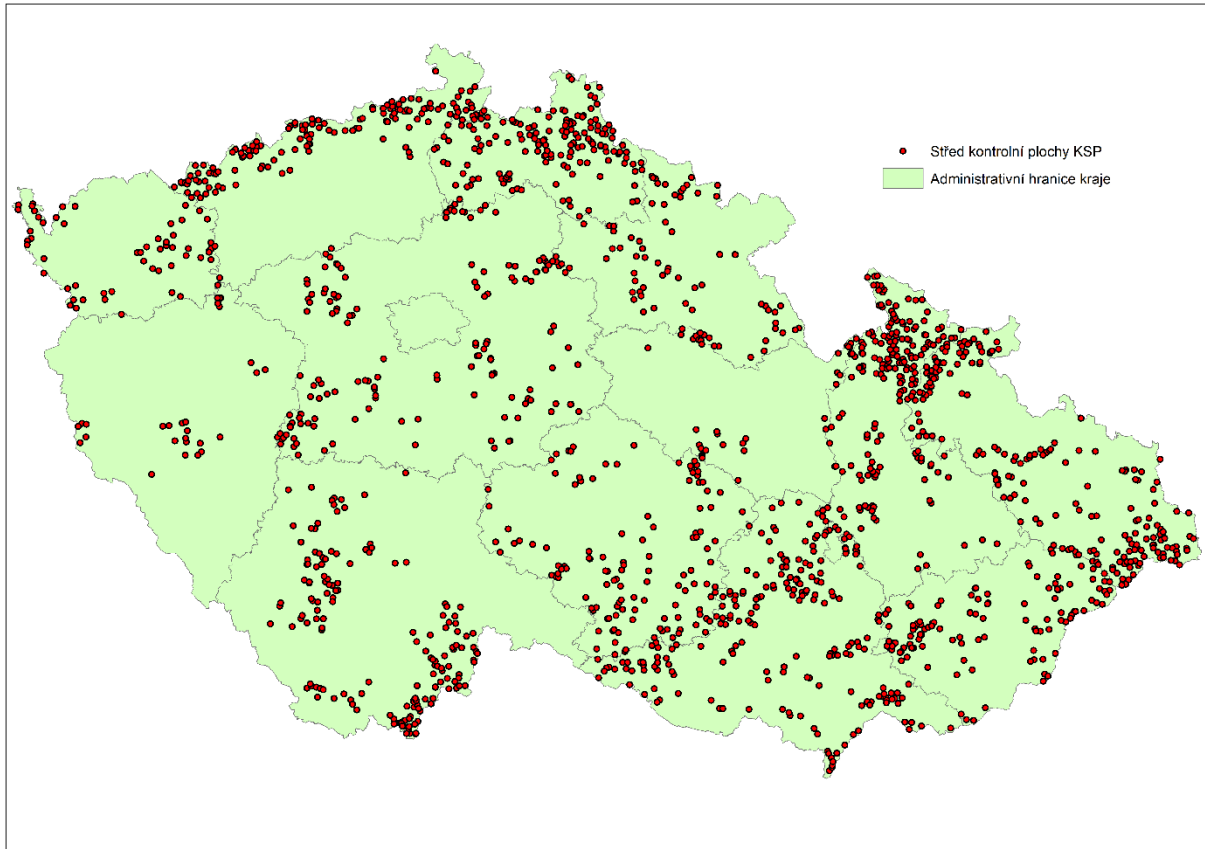 Střed kontrolní plochy KSP
Administrativní hranice kraje